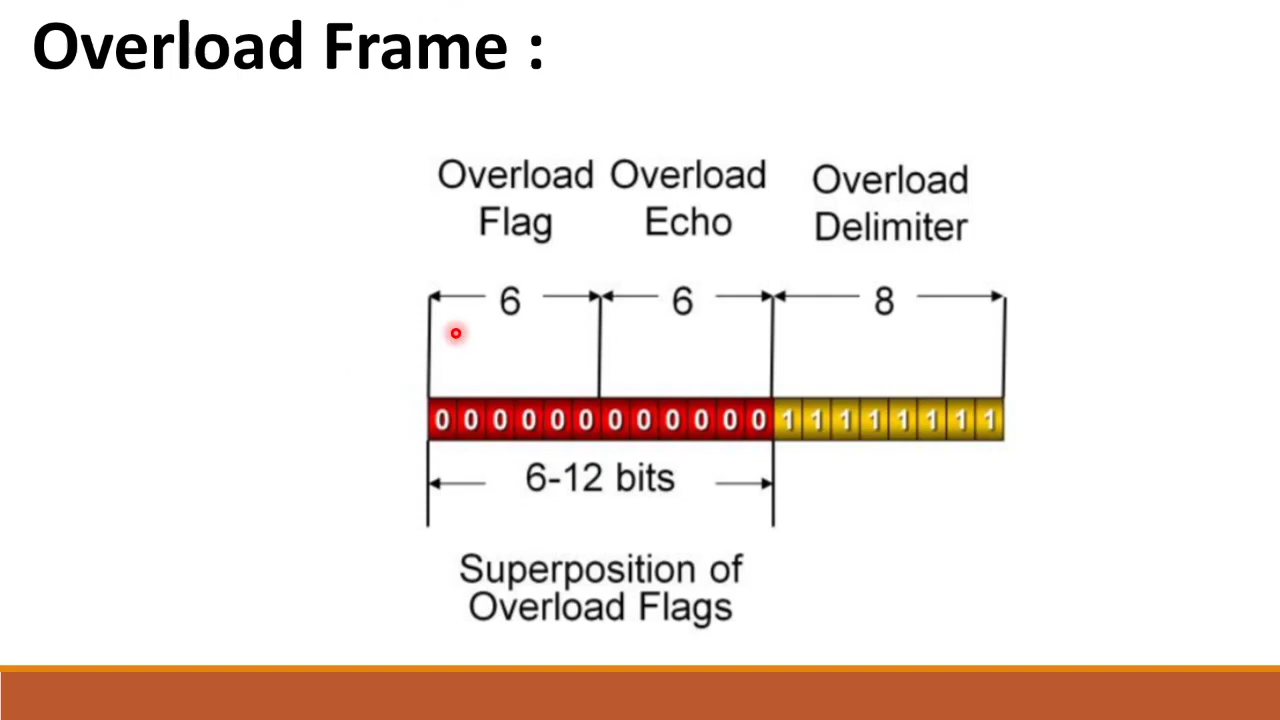 Overload Frame :
Overload Overload Overload
Flag Echo Delimiter
6 6 8
0 0 0 0 0 0 0 0 0 0 0 0 1 1 1 1 1 1 1 1
6-12 bits
Superposition of
Overload Flags